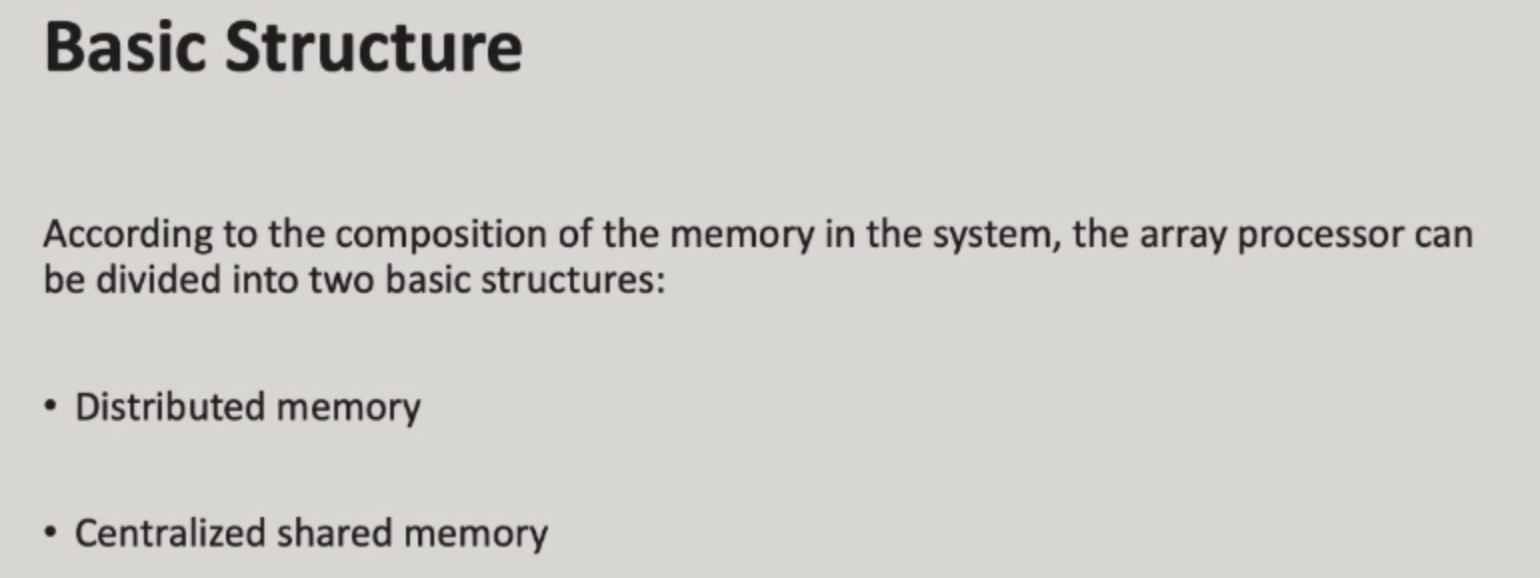 Basic Structure
According to the composition of the memory in the system, the array processor can
be divided into two basic structures:
• Distributed memory
• Centralized shared memory